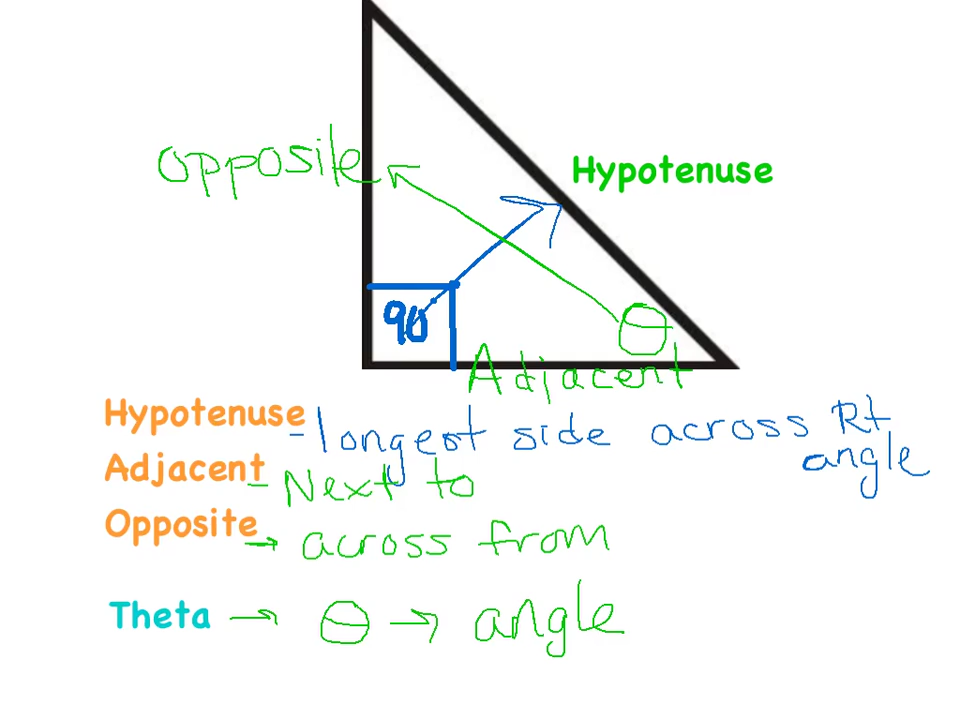 opposite
Hypotenuse
90
θ
Adjacent
Hypotenuse - longest side across Rt angle
Adjacent - Next to
Opposite → across from
Theta → θ → angle